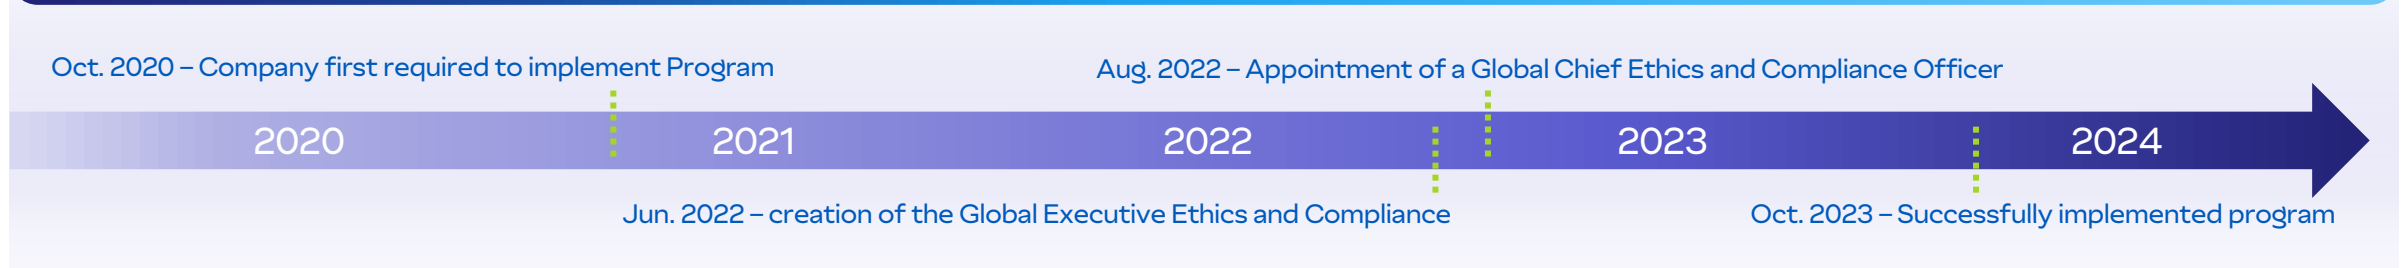 Oct. 2020 – Company first required to implement Program
Aug. 2022 – Appointment of a Global Chief Ethics and Compliance Officer
2020
2021
2022
2023
2024
Jun. 2022 – creation of the Global Executive Ethics and Compliance
Oct. 2023 – Successfully implemented program